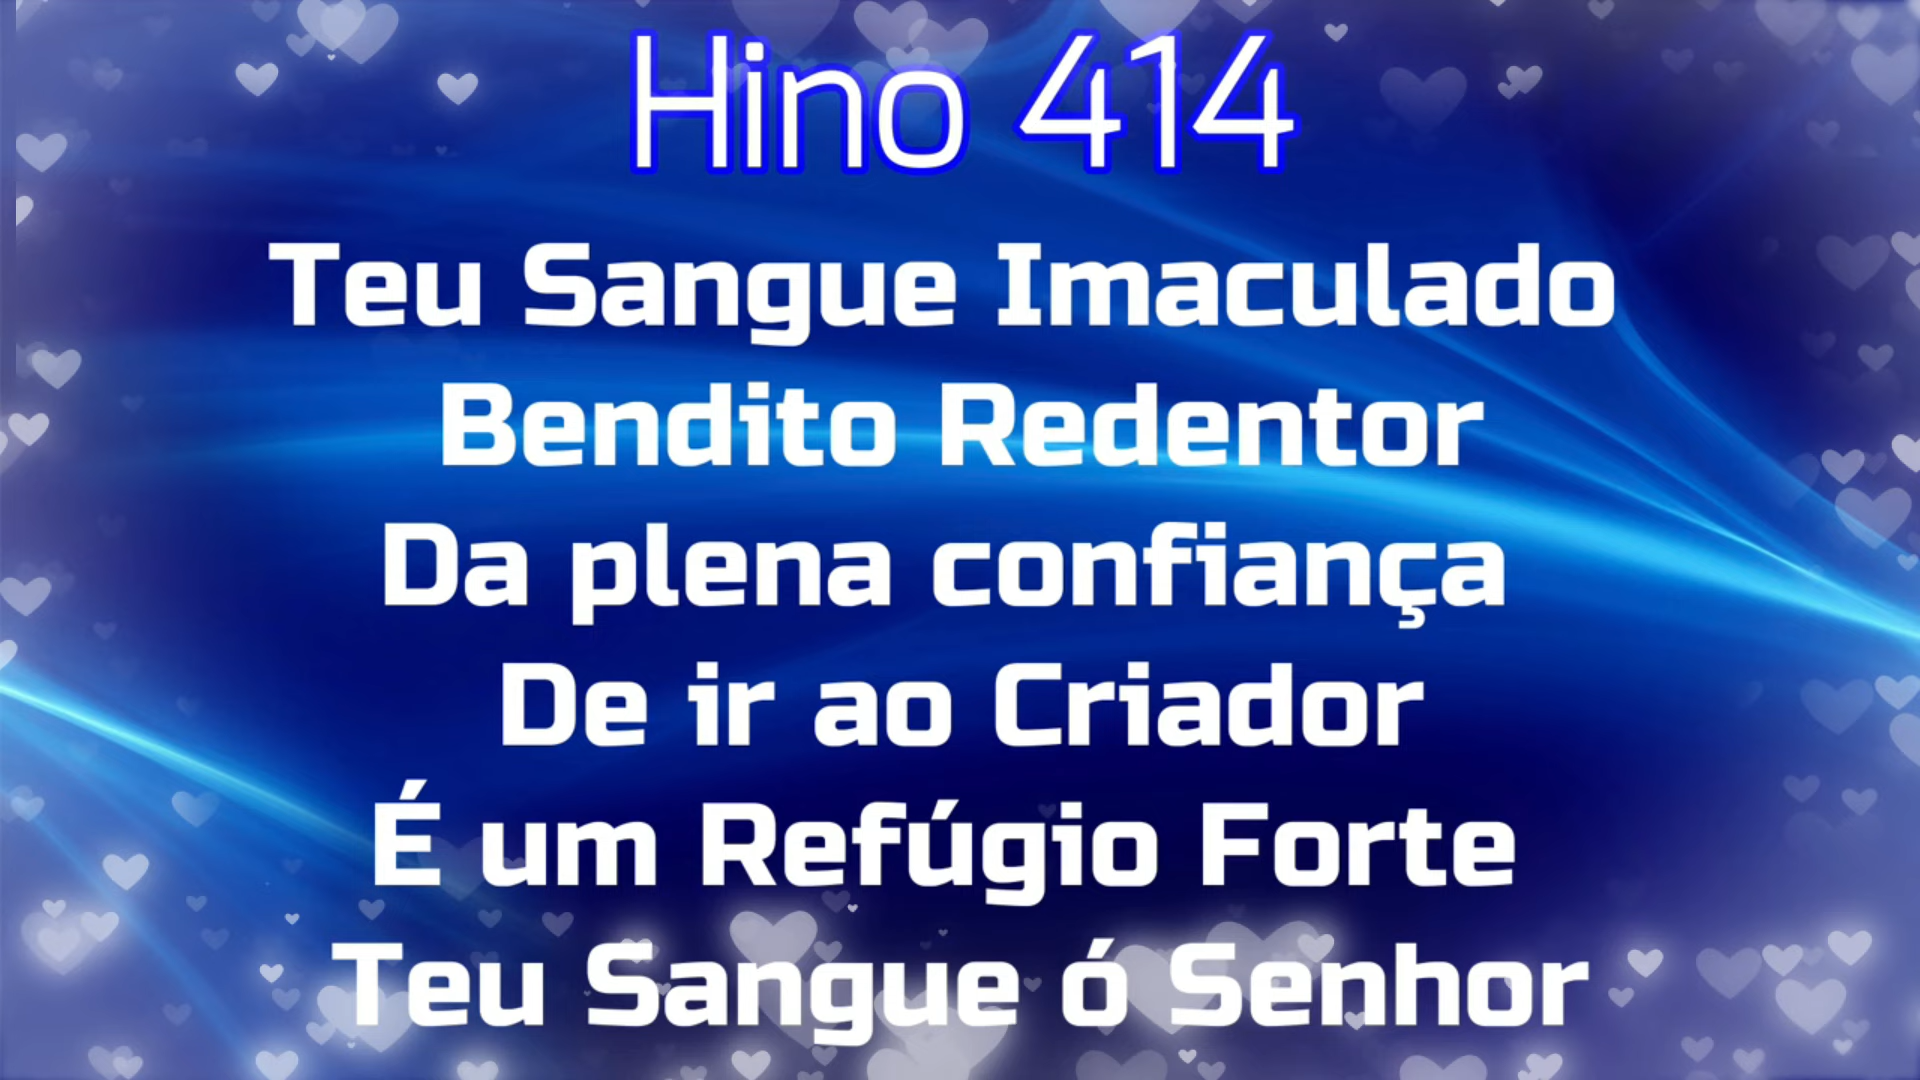 Hino 414
Teu Sangue Imaculado
Bendito Redentor
Da plena confiança
De ir ao Criador
É um Refúgio Forte
Teu Sangue ó Senhor